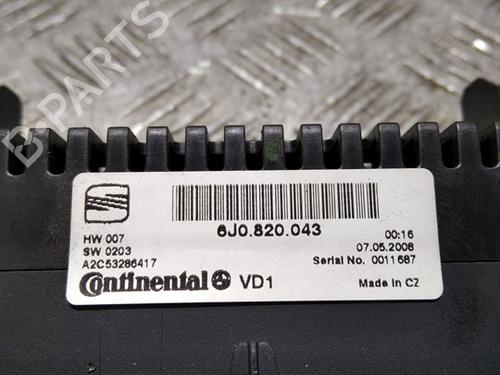 6J0.820.043
HW 007
SW 0203
A2C53286417
00:16
07.05.2008
Serial No. 0011687
Continental VD1
Made in CZ
B-PARTS